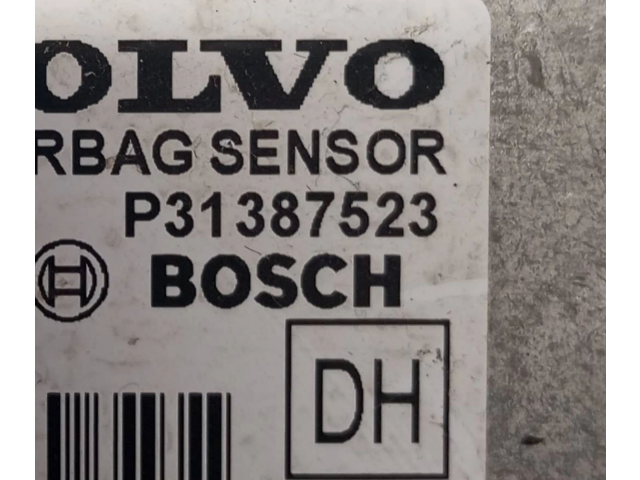 OLVO
RBAG SENSOR
P31387523
BOSCH
DH